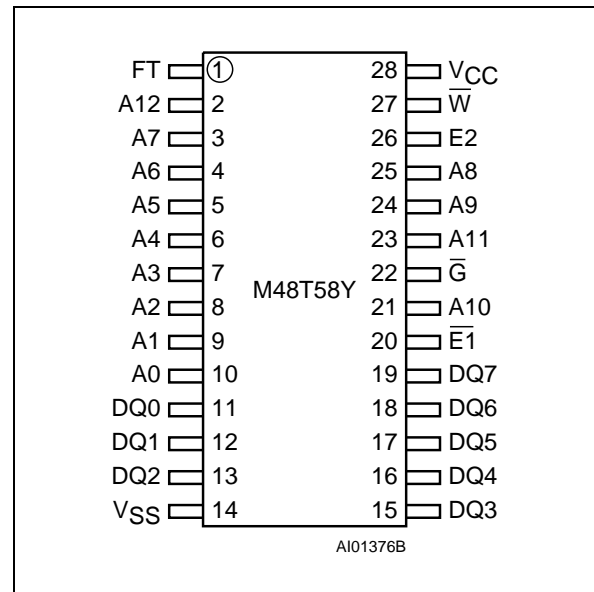 FT 1 28 VCC
A12 2 27 W̅
A7 3 26 E2
A6 4 25 A8
A5 5 24 A9
A4 6 23 A11
A3 7 22 G̅
M48T58Y
A2 8 21 A10
A1 9 20 E̅1̅
A0 10 19 DQ7
DQ0 11 18 DQ6
DQ1 12 17 DQ5
DQ2 13 16 DQ4
VSS 14 15 DQ3
AI01376B